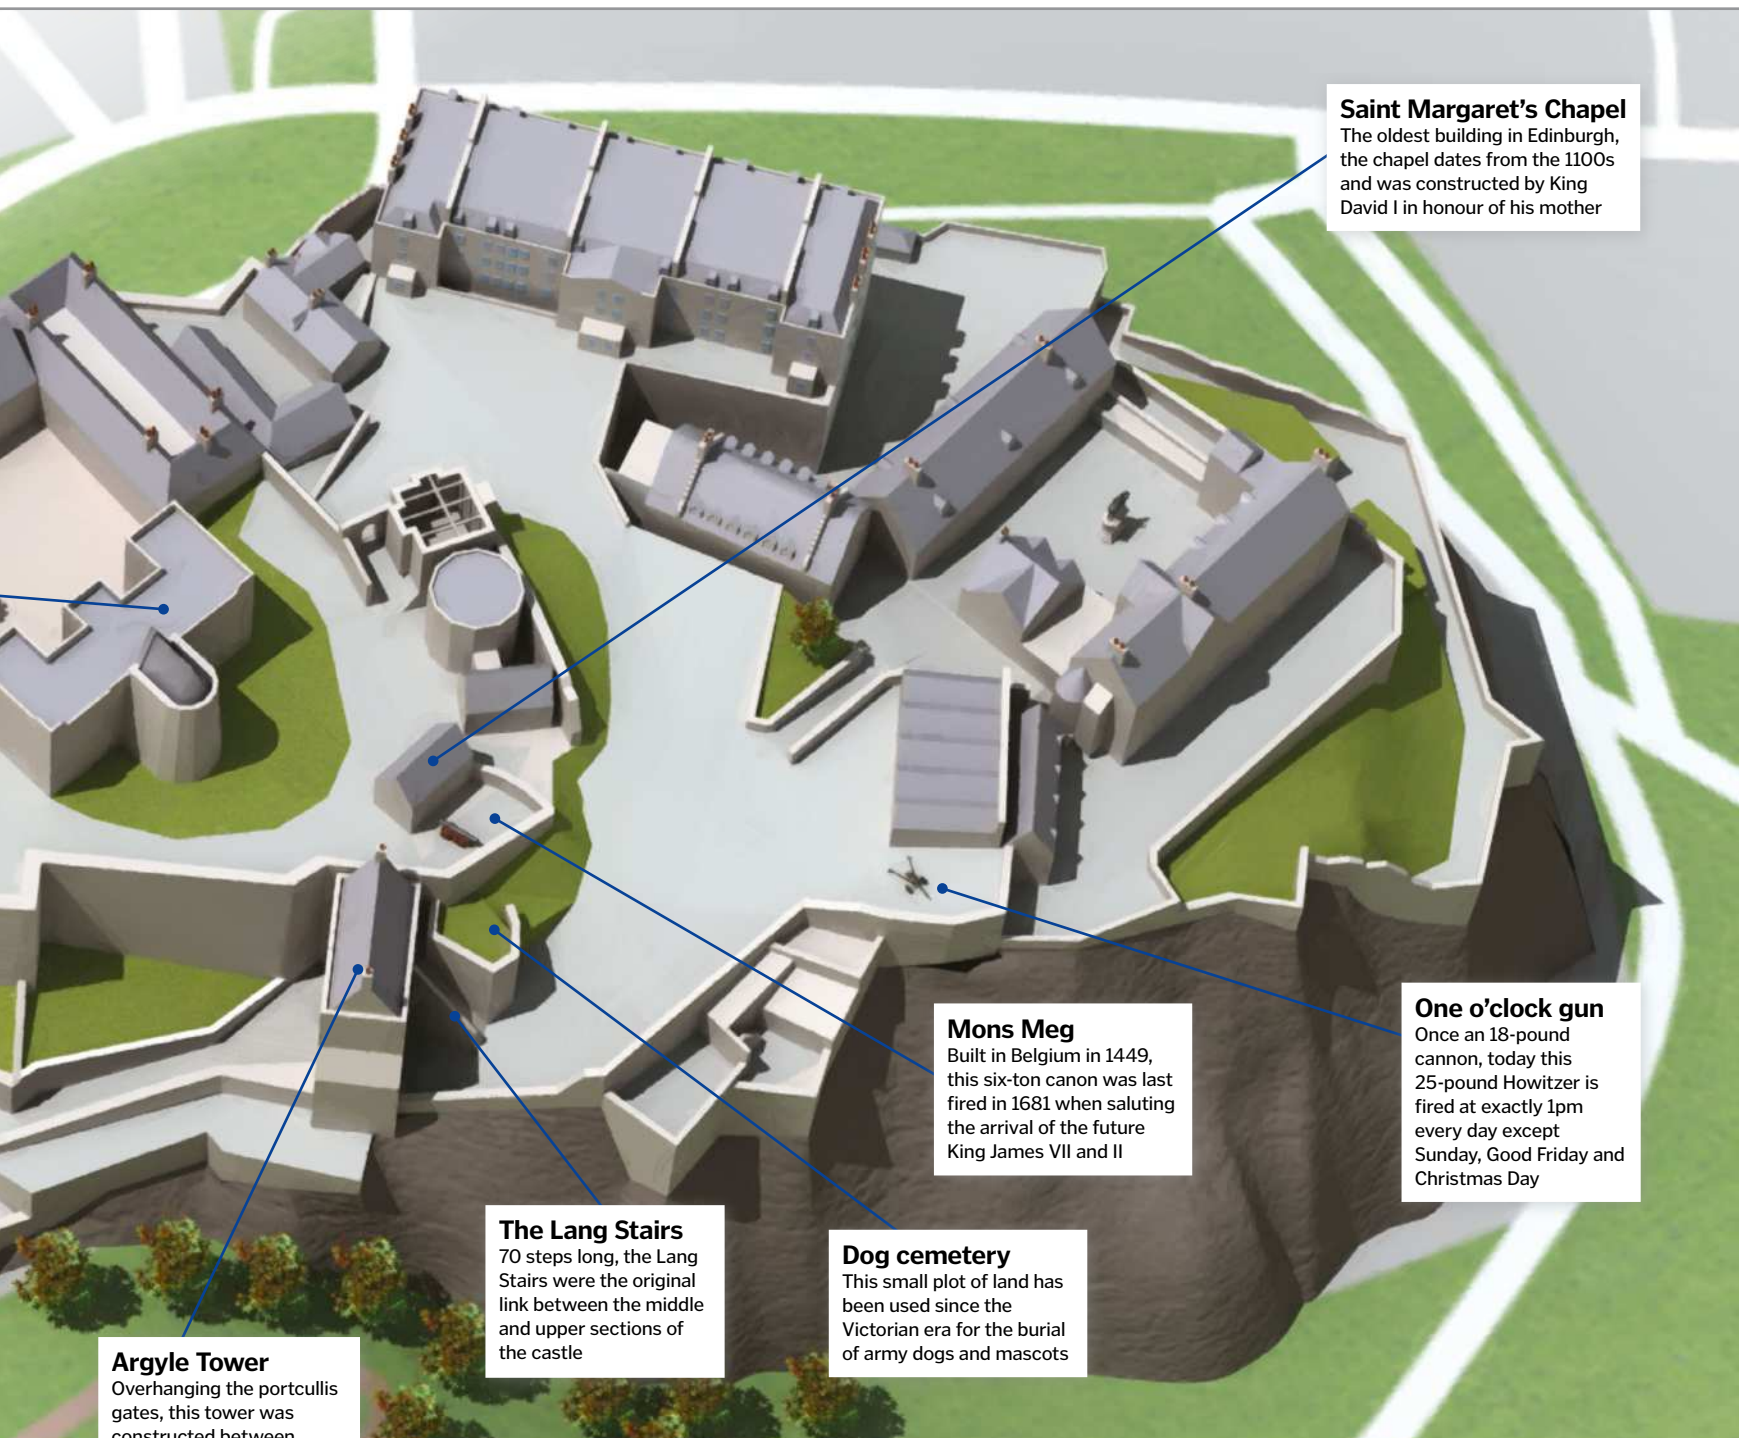 Saint Margaret's Chapel
The oldest building in Edinburgh,
the chapel dates from the 1100s
and was constructed by King
David I in honour of his mother
One o'clock gun
Once an 18-pound
cannon, today this
25-pound Howitzer is
fired at exactly 1pm
every day except
Sunday, Good Friday and
Christmas Day
Mons Meg
Built in Belgium in 1449,
this six-ton canon was last
fired in 1681 when saluting
the arrival of the future
King James VII and II
The Lang Stairs
70 steps long, the Lang
Stairs were the original
link between the middle
and upper sections of
the castle
Dog cemetery
This small plot of land has
been used since the
Victorian era for the burial
of army dogs and mascots
Argyle Tower
Overhanging the portcullis
gates, this tower was
constructed between